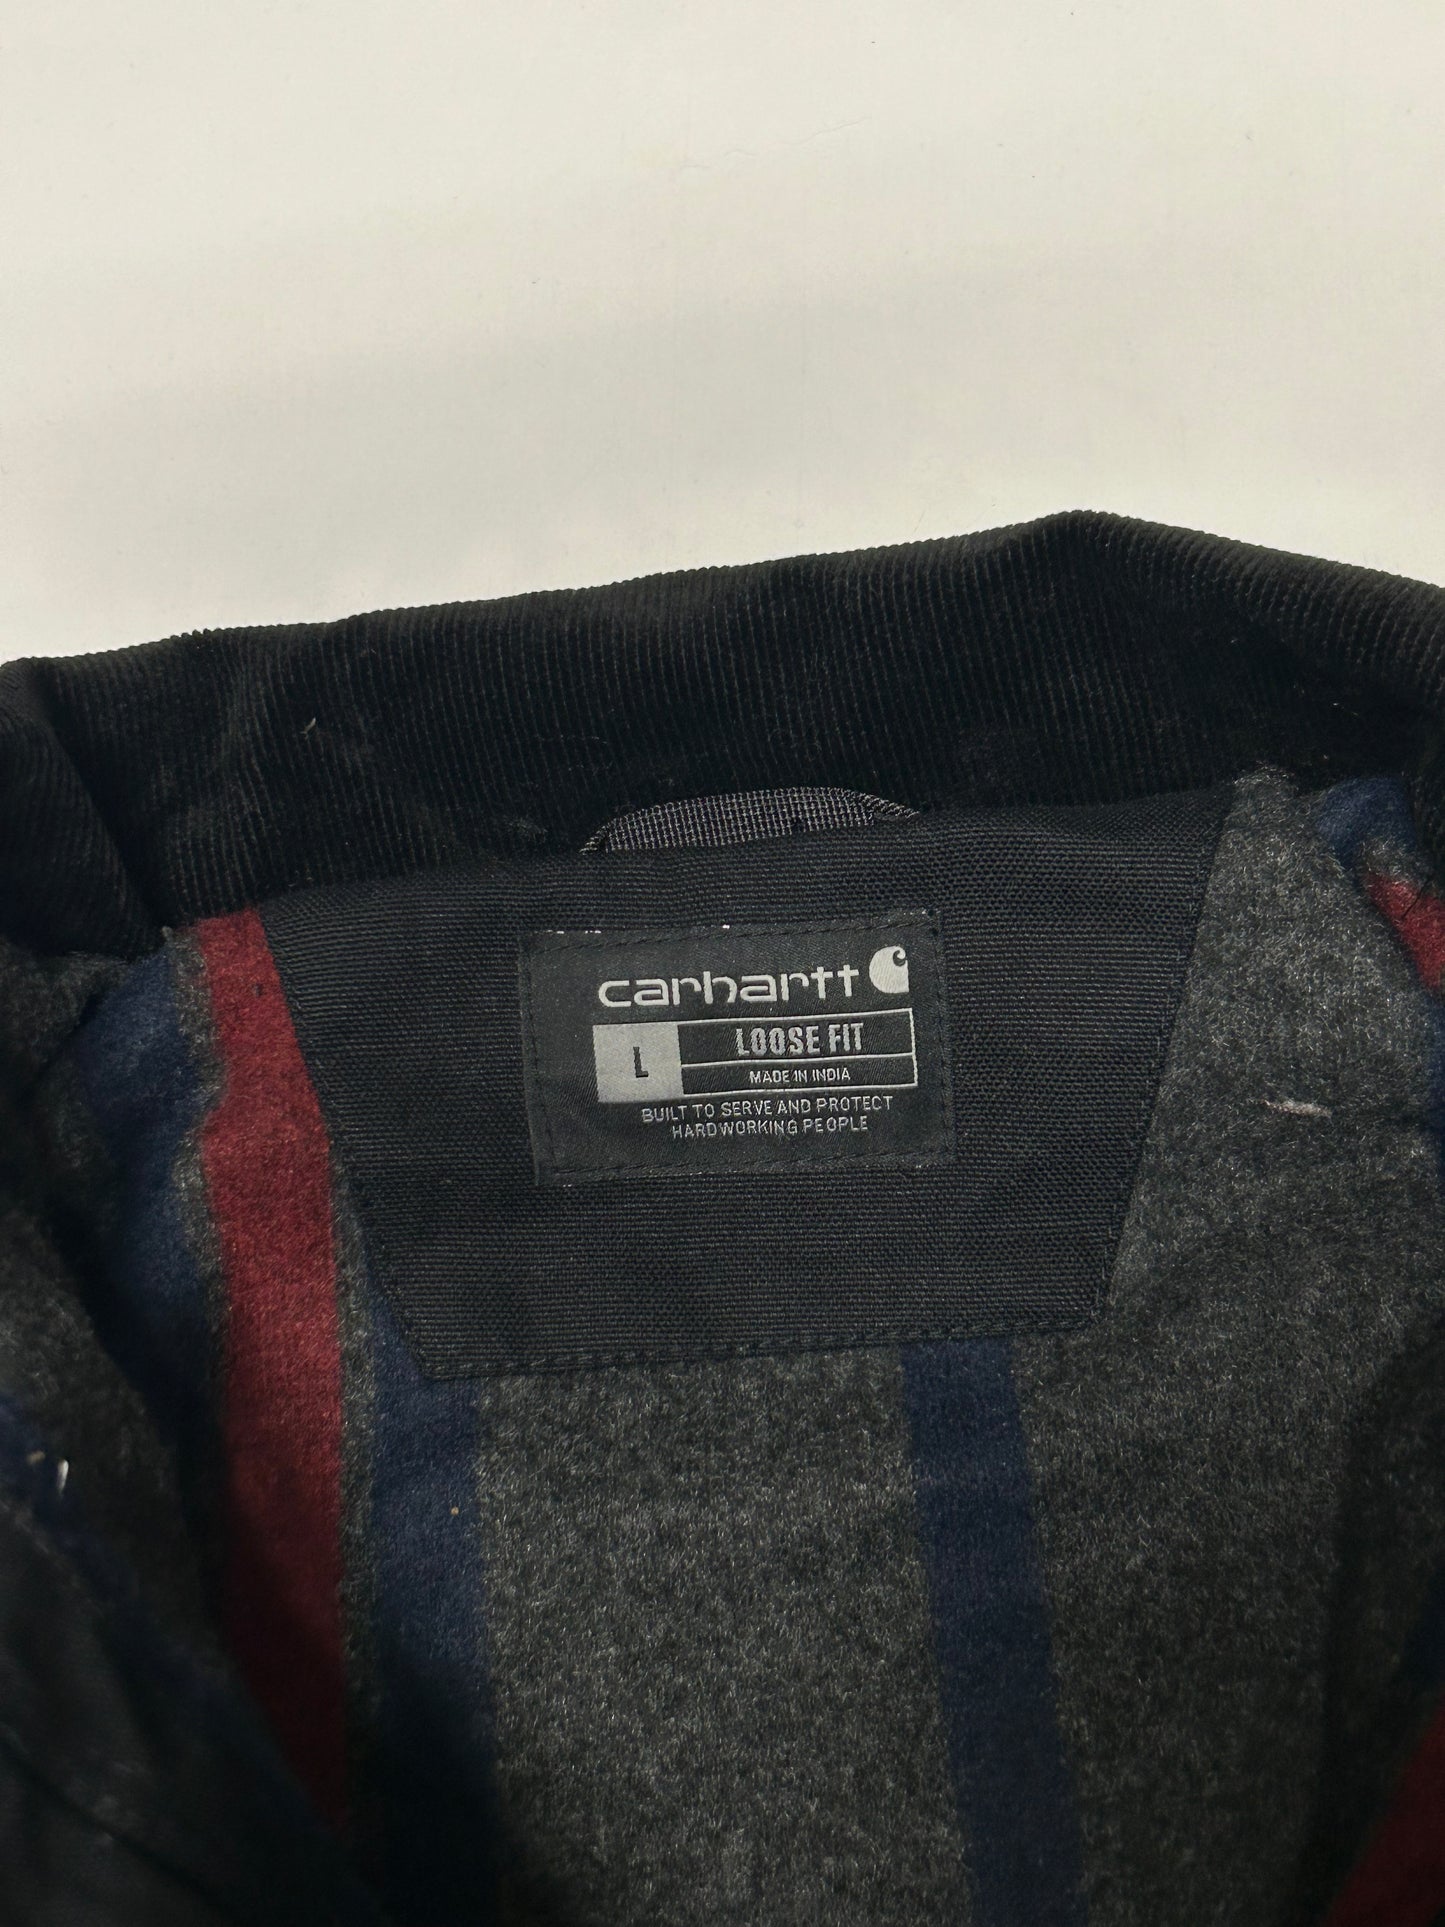 carhartt
L
LOOSE FIT
MADE IN INDIA
BUILT TO SERVE AND PROTECT
HARDWORKING PEOPLE